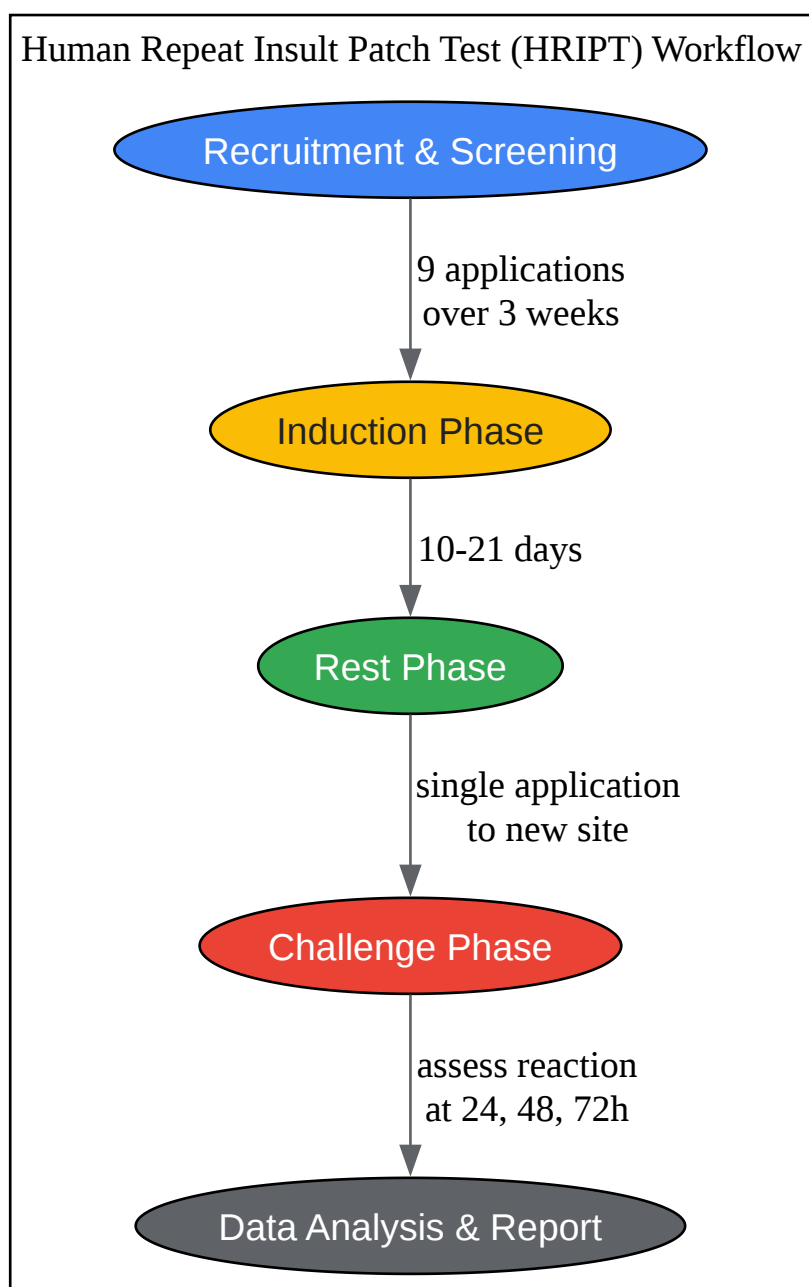 Human Repeat Insult Patch Test (HRIPT) Workflow
Recruitment & Screening
9 applications
over 3 weeks
Induction Phase
10-21 days
Rest Phase
single application
to new site
Challenge Phase
assess reaction
at 24, 48, 72h
Data Analysis & Report